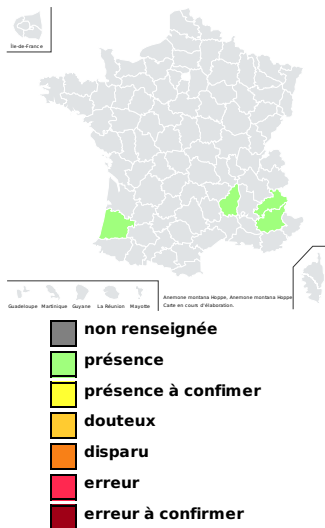 Île-de-France
Guadeloupe Martinique Guyane La Réunion Mayotte
Anemone montana Hoppe, Anemone montana Hoppe
Carte en cours d'élaboration.
non renseignée
présence
présence à confimer
douteux
disparu
erreur
erreur à confirmer